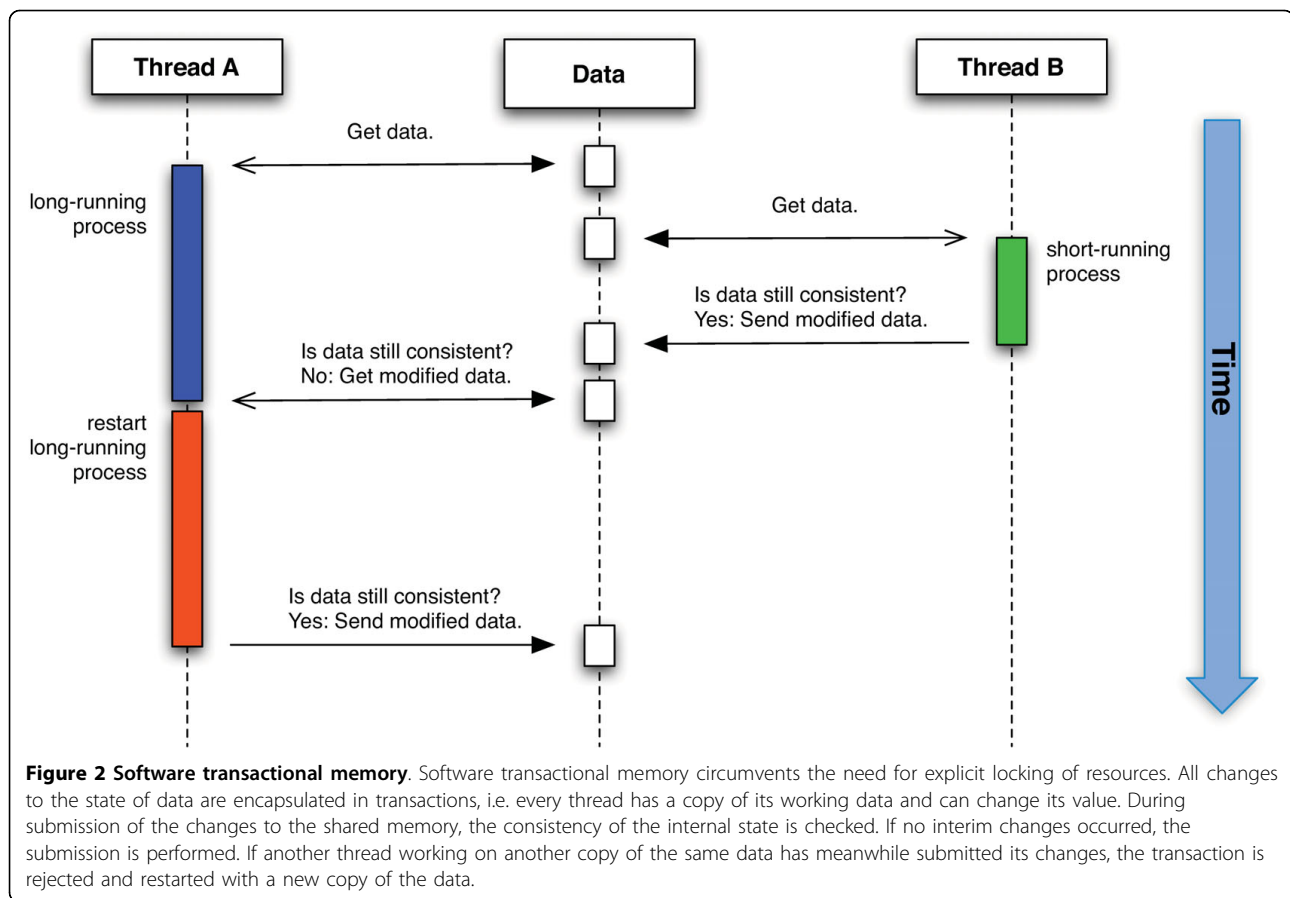 Thread A
Data
Thread B
Get data.
long-running
process
Get data.
short-running
process
Is data still consistent?
Yes: Send modified data.
Is data still consistent?
No: Get modified data.
Time
restart
long-running
process
Is data still consistent?
Yes: Send modified data.
Figure 2 Software transactional memory. Software transactional memory circumvents the need for explicit locking of resources. All changes
to the state of data are encapsulated in transactions, i.e. every thread has a copy of its working data and can change its value. During
submission of the changes to the shared memory, the consistency of the internal state is checked. If no interim changes occurred, the
submission is performed. If another thread working on another copy of the same data has meanwhile submitted its changes, the transaction is
rejected and restarted with a new copy of the data.